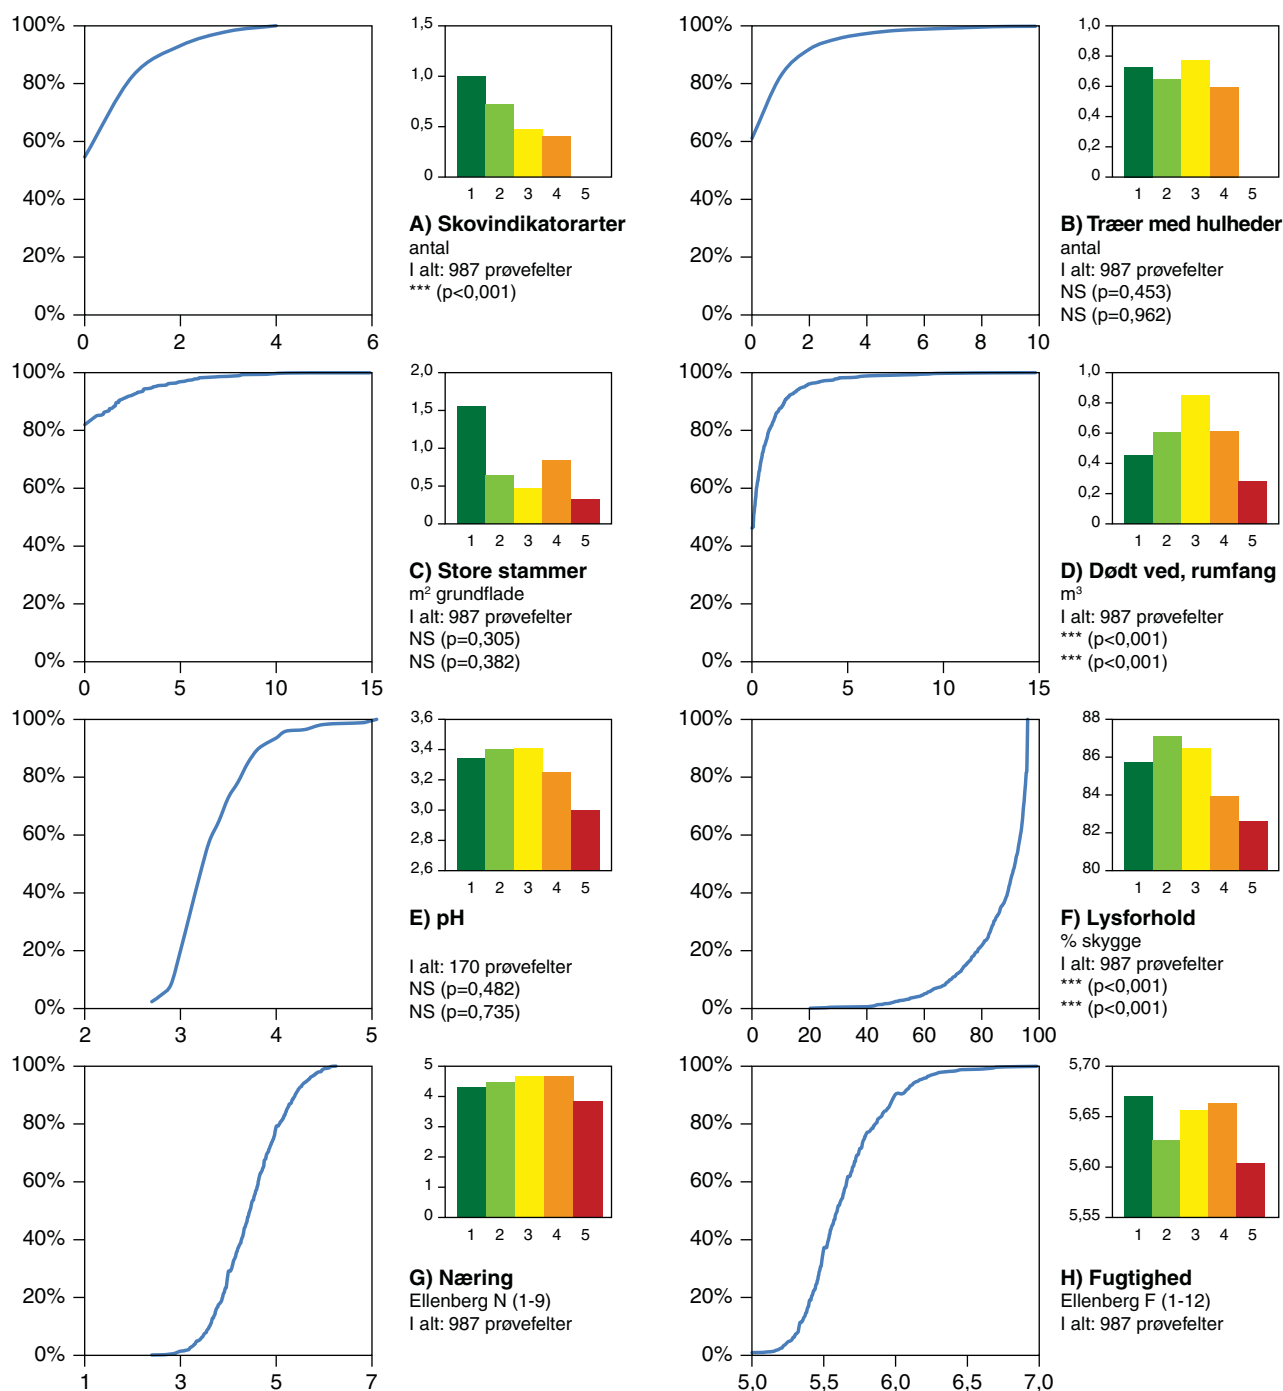 100%
80%
60%
40%
20%
0%
0 2 4 6
1,5
1,0
0,5
0
1 2 3 4 5
A) Skovindikatorarter
antal
I alt: 987 prøvefelter
*** (p<0,001)
100%
80%
60%
40%
20%
0%
0 2 4 6 8 10
1,0
0,8
0,6
0,4
0,2
0
1 2 3 4 5
B) Træer med hulheder
antal
I alt: 987 prøvefelter
NS (p=0,453)
NS (p=0,962)
100%
80%
60%
40%
20%
0%
0 5 10 15
2,0
1,5
1,0
0,5
0
1 2 3 4 5
C) Store stammer
m² grundflade
I alt: 987 prøvefelter
NS (p=0,305)
NS (p=0,382)
100%
80%
60%
40%
20%
0%
0 5 10 15
1,0
0,8
0,6
0,4
0,2
0
1 2 3 4 5
D) Dødt ved, rumfang
m³
I alt: 987 prøvefelter
*** (p<0,001)
*** (p<0,001)
100%
80%
60%
40%
20%
0%
2 3 4 5
3,6
3,4
3,2
3,0
2,8
2,6
1 2 3 4 5
E) pH
I alt: 170 prøvefelter
NS (p=0,482)
NS (p=0,735)
100%
80%
60%
40%
20%
0%
0 20 40 60 80 100
88
86
84
82
80
1 2 3 4 5
F) Lysforhold
% skygge
I alt: 987 prøvefelter
*** (p<0,001)
*** (p<0,001)
100%
80%
60%
40%
20%
0%
1 3 5 7
5
4
3
2
1
0
1 2 3 4 5
G) Næring
Ellenberg N (1-9)
I alt: 987 prøvefelter
100%
80%
60%
40%
20%
0%
5,0 5,5 6,0 6,5 7,0
5,70
5,65
5,60
5,55
1 2 3 4 5
H) Fugtighed
Ellenberg F (1-12)
I alt: 987 prøvefelter